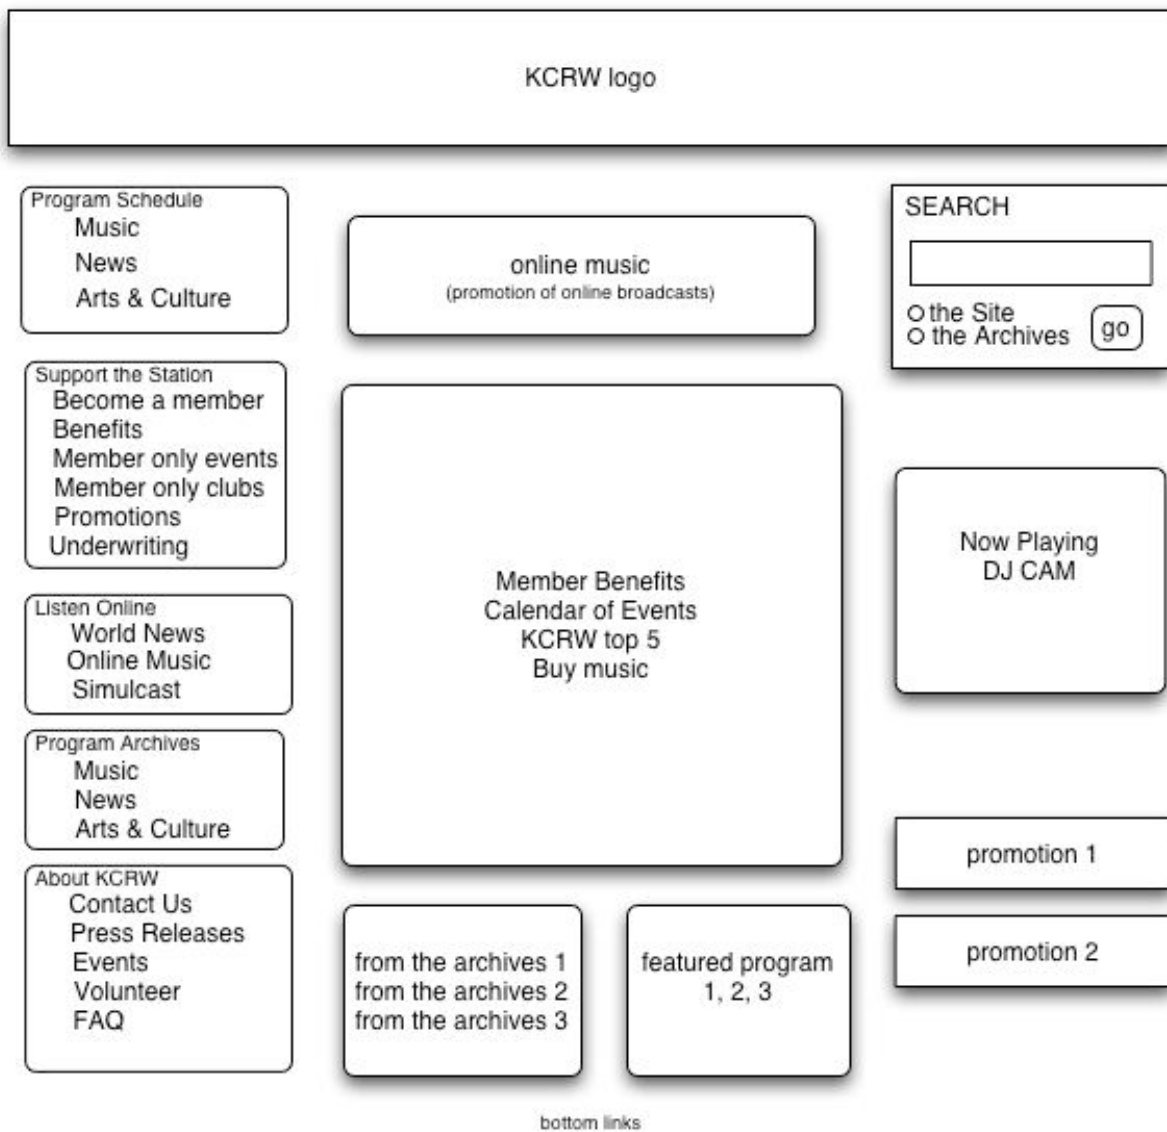 KCRW logo
Program Schedule
Music
News
Arts & Culture
Support the Station
Become a member
Benefits
Member only events
Member only clubs
Promotions
Underwriting
Listen Online
World News
Online Music
Simulcast
Program Archives
Music
News
Arts & Culture
About KCRW
Contact Us
Press Releases
Events
Volunteer
FAQ
online music
(promotion of online broadcasts)
Member Benefits
Calendar of Events
KCRW top 5
Buy music
from the archives 1
from the archives 2
from the archives 3
featured program
1, 2, 3
SEARCH
the Site
the Archives
go
Now Playing
DJ CAM
promotion 1
promotion 2
bottom links